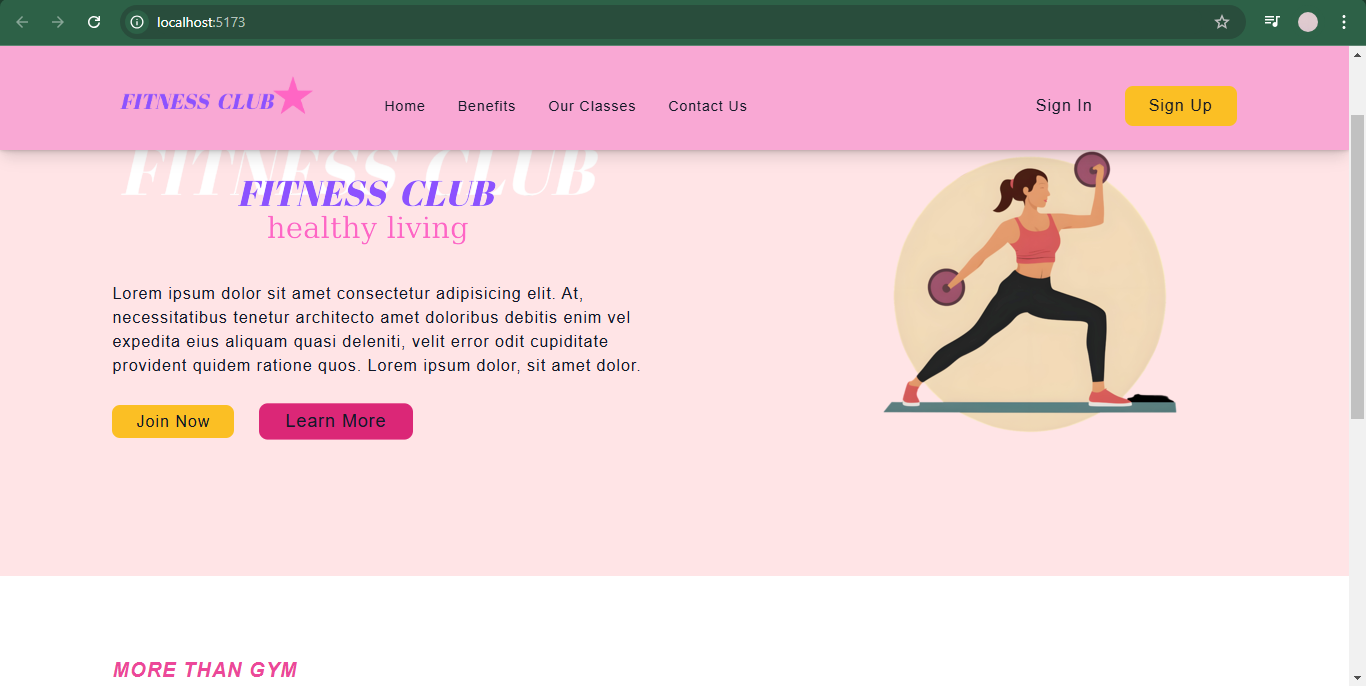 localhost:5173
FITNESS CLUB
Home Benefits Our Classes Contact Us
Sign In Sign Up
FITNESS CLUB
FITNESS CLUB
healthy living
Lorem ipsum dolor sit amet consectetur adipisicing elit. At,
necessitatibus tenetur architecto amet doloribus debitis enim vel
expedita eius aliquam quasi deleniti, velit error odit cupiditate
provident quidem ratione quos. Lorem ipsum dolor, sit amet dolor.
Join Now Learn More
MORE THAN GYM